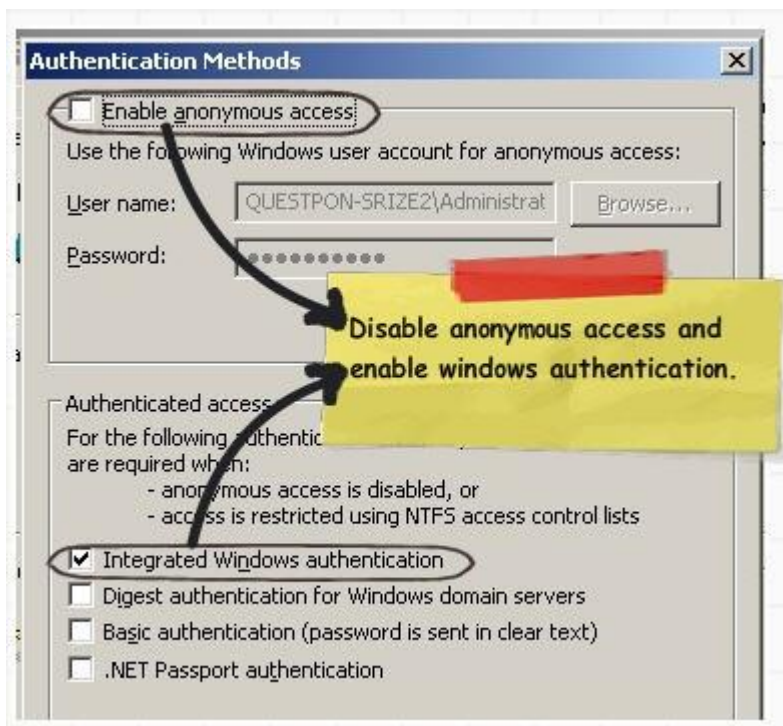 Authentication Methods
Enable anonymous access
Use the following Windows user account for anonymous access:
User name: QUESTPON-SRIZE2\Administrat Browse...
Password:
Disable anonymous access and
enable windows authentication.
Authenticated access
For the following
are required when:
- anonymous access is disabled, or
- access is restricted using NTFS access control lists
Integrated Windows authentication
Digest authentication for Windows domain servers
Basic authentication (password is sent in clear text)
.NET Passport authentication